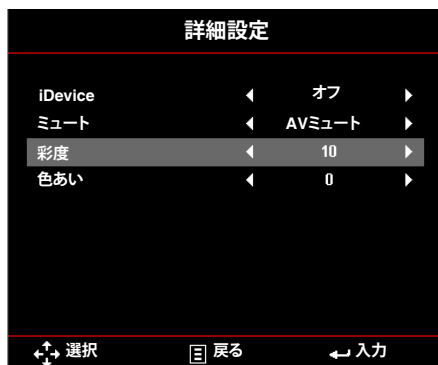 詳細設定
iDevice オフ
ミュート AVミュート
彩度 10
色あい 0
選択 戻る 入力